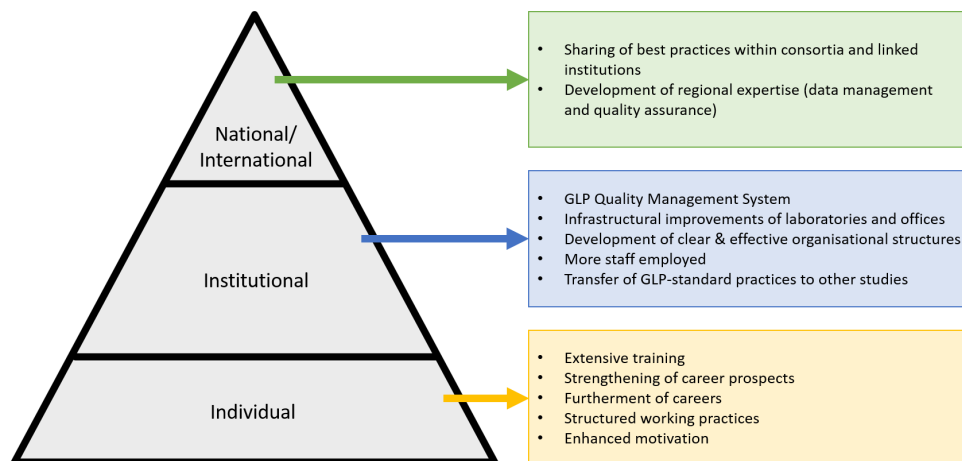 National/
International
• Sharing of best practices within consortia and linked
institutions
• Development of regional expertise (data management
and quality assurance)
Institutional
• GLP Quality Management System
• Infrastructural improvements of laboratories and offices
• Development of clear & effective organisational structures
• More staff employed
• Transfer of GLP-standard practices to other studies
Individual
• Extensive training
• Strengthening of career prospects
• Furtherment of careers
• Structured working practices
• Enhanced motivation